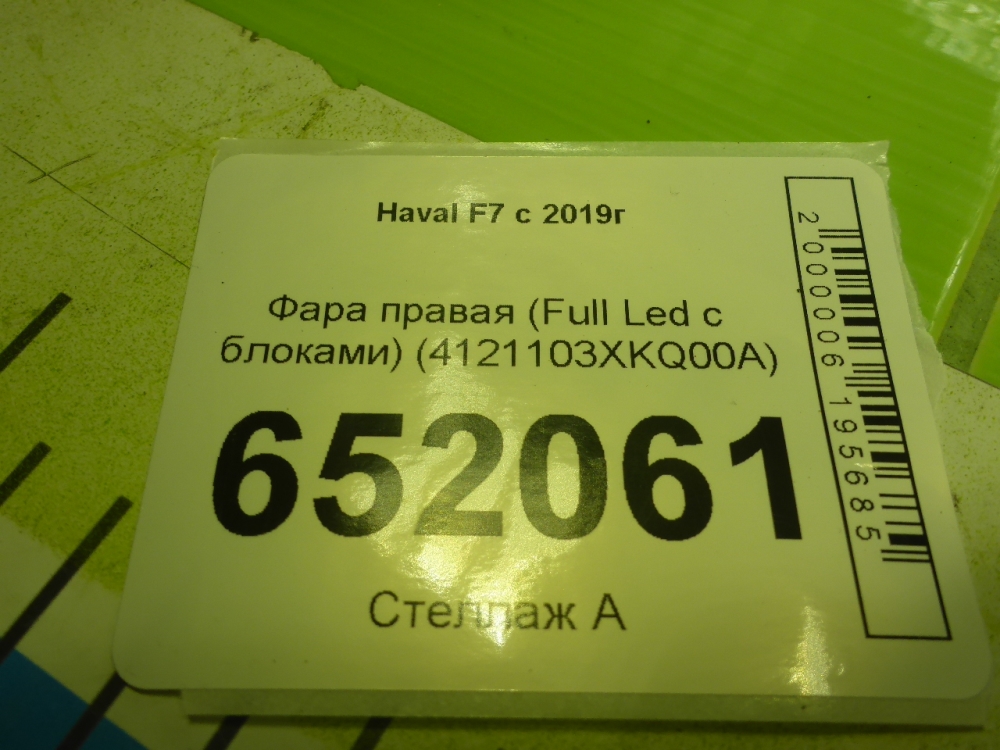 Haval F7 с 2019г
Фара правая (Full Led с
блоками) (4121103XKQ00A)
652061
Стеллаж А
2000006195685